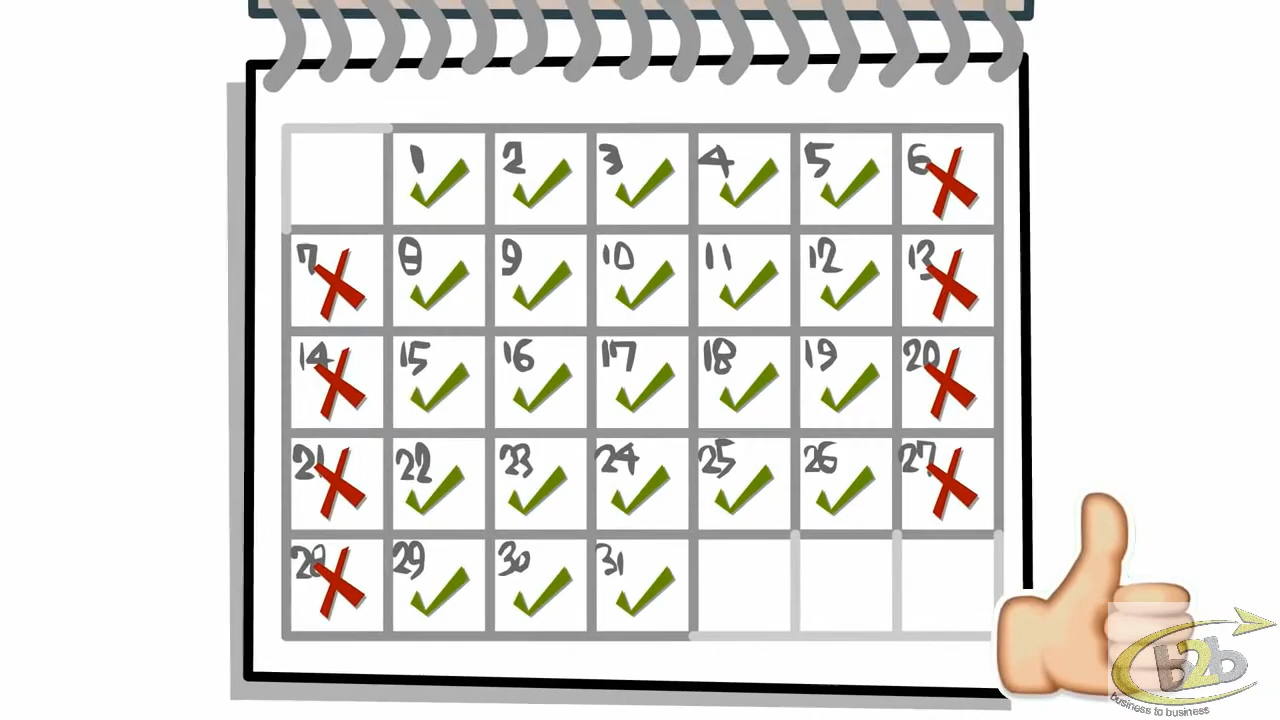 1 2 3 4 5 6
7 8 9 10 11 12 13
14 15 16 17 18 19 20
21 22 23 24 25 26 27
28 29 30 31
b2b
business to business